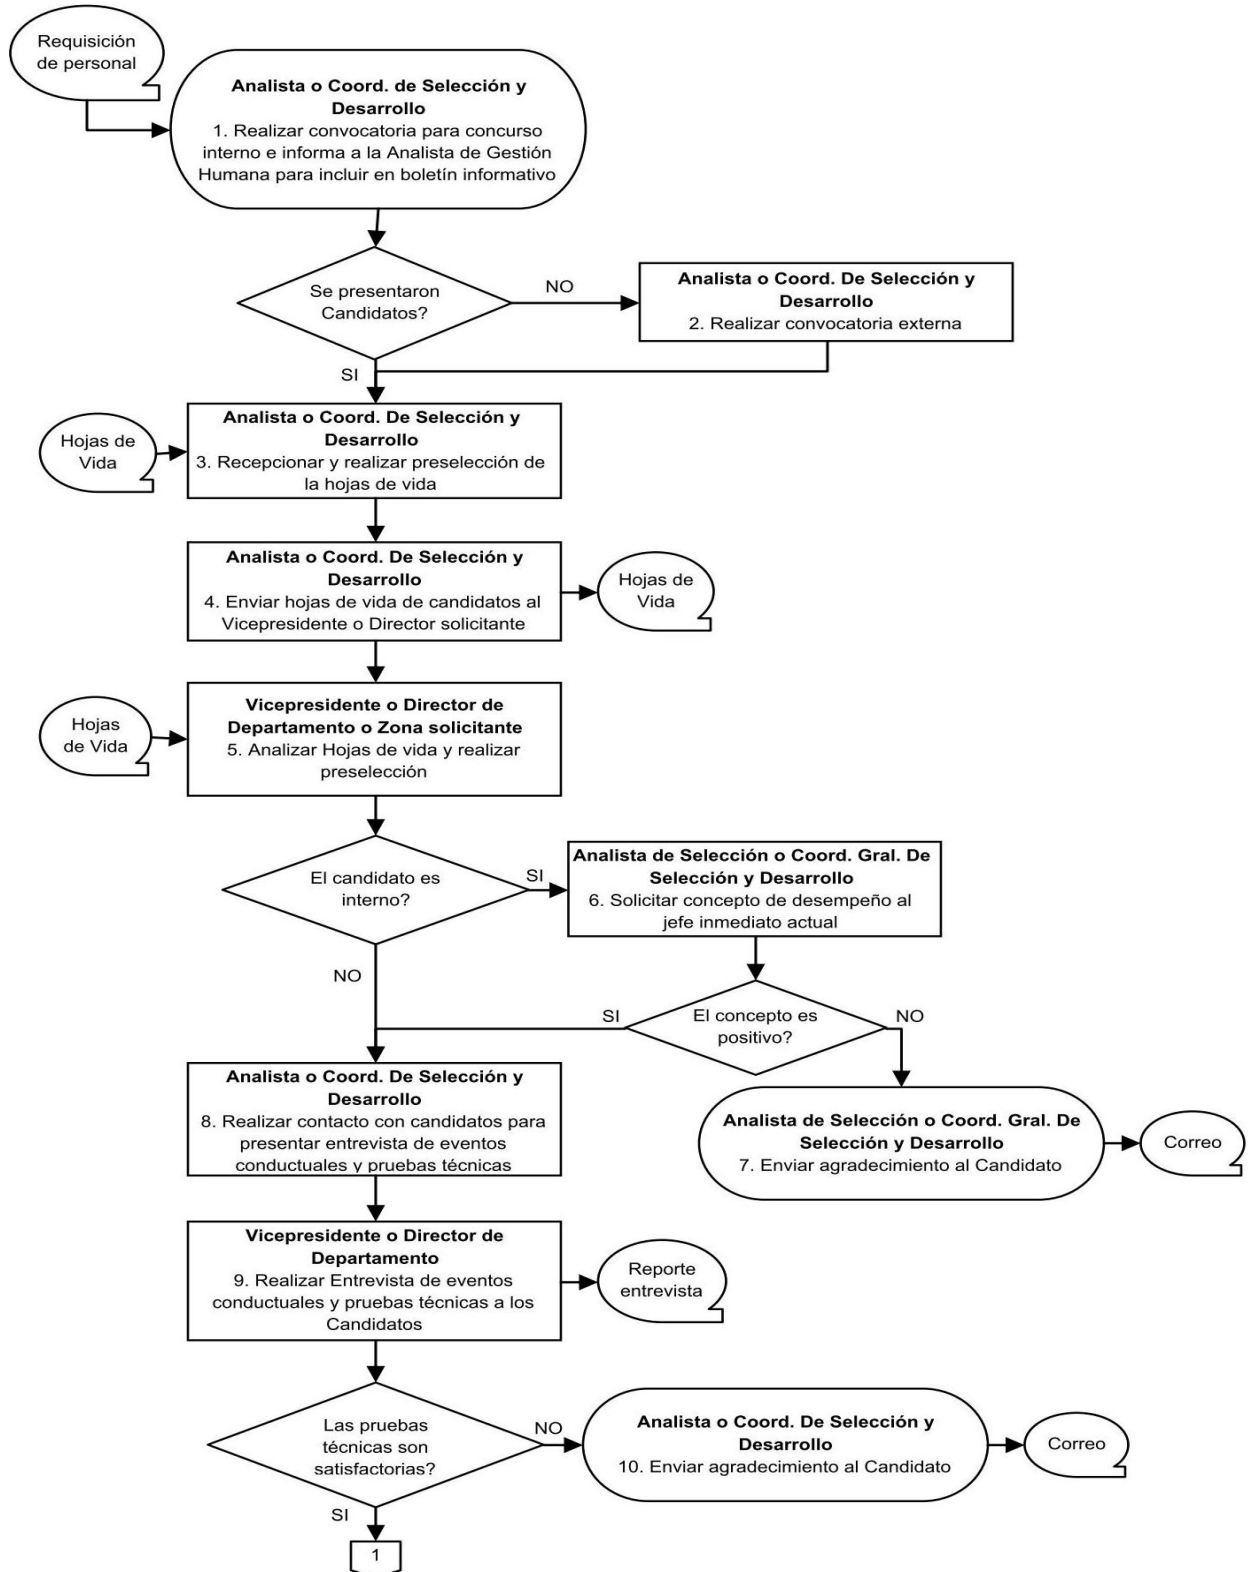 Requisición
de personal
Analista o Coord. de Selección y
Desarrollo
1. Realizar convocatoria para concurso
interno e informa a la Analista de Gestión
Humana para incluir en boletín informativo
Se presentaron
Candidatos?
NO
Analista o Coord. De Selección y
Desarrollo
2. Realizar convocatoria externa
SI
Hojas de
Vida
Analista o Coord. De Selección y
Desarrollo
3. Recepcionar y realizar preselección de
la hojas de vida
Analista o Coord. De Selección y
Desarrollo
4. Enviar hojas de vida de candidatos al
Vicepresidente o Director solicitante
Hojas de
Vida
Hojas
de Vida
Vicepresidente o Director de
Departamento o Zona solicitante
5. Analizar Hojas de vida y realizar
preselección
El candidato es
interno?
SI
Analista de Selección o Coord. Gral. De
Selección y Desarrollo
6. Solicitar concepto de desempeño al
jefe inmediato actual
NO
SI
El concepto es
positivo?
NO
Analista o Coord. De Selección y
Desarrollo
8. Realizar contacto con candidatos para
presentar entrevista de eventos
conductuales y pruebas técnicas
Analista de Selección o Coord. Gral. De
Selección y Desarrollo
7. Enviar agradecimiento al Candidato
Correo
Vicepresidente o Director de
Departamento
9. Realizar Entrevista de eventos
conductuales y pruebas técnicas a los
Candidatos
Reporte
entrevista
Las pruebas
técnicas son
satisfactorias?
NO
Analista o Coord. De Selección y
Desarrollo
10. Enviar agradecimiento al Candidato
Correo
SI
1